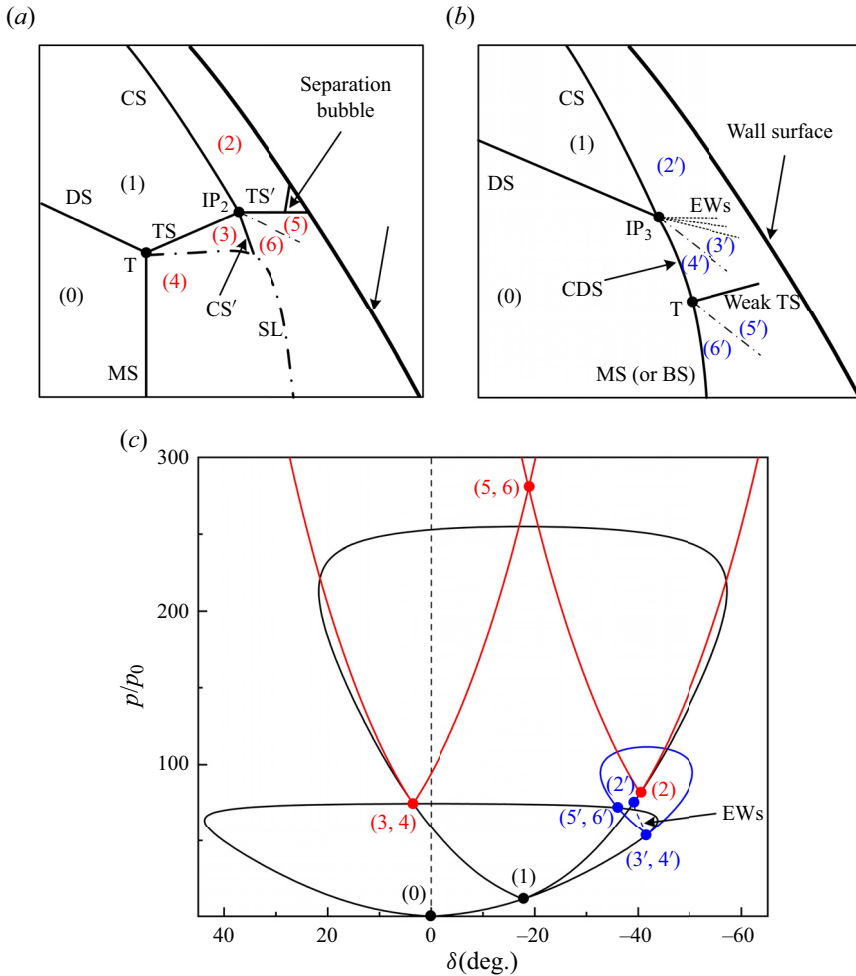 (a)
(b)
CS
Separation
bubble
(2)
(1)
DS
TS
IP2
TS′
(3)
(5)
(6)
T
(4)
(0)
CS′
SL
MS
CS
(1)
Wall surface
DS
(2′)
EWs
IP3
(3′)
(4′)
CDS
(0)
T
Weak TS
(5′)
(6′)
MS (or BS)
(c)
300
(5, 6)
200
p/p0
100
(2′)
(2)
(3, 4)
(5′, 6′)
EWs
(3′, 4′)
(0)
(1)
40
20
0
–20
–40
–60
δ(deg.)